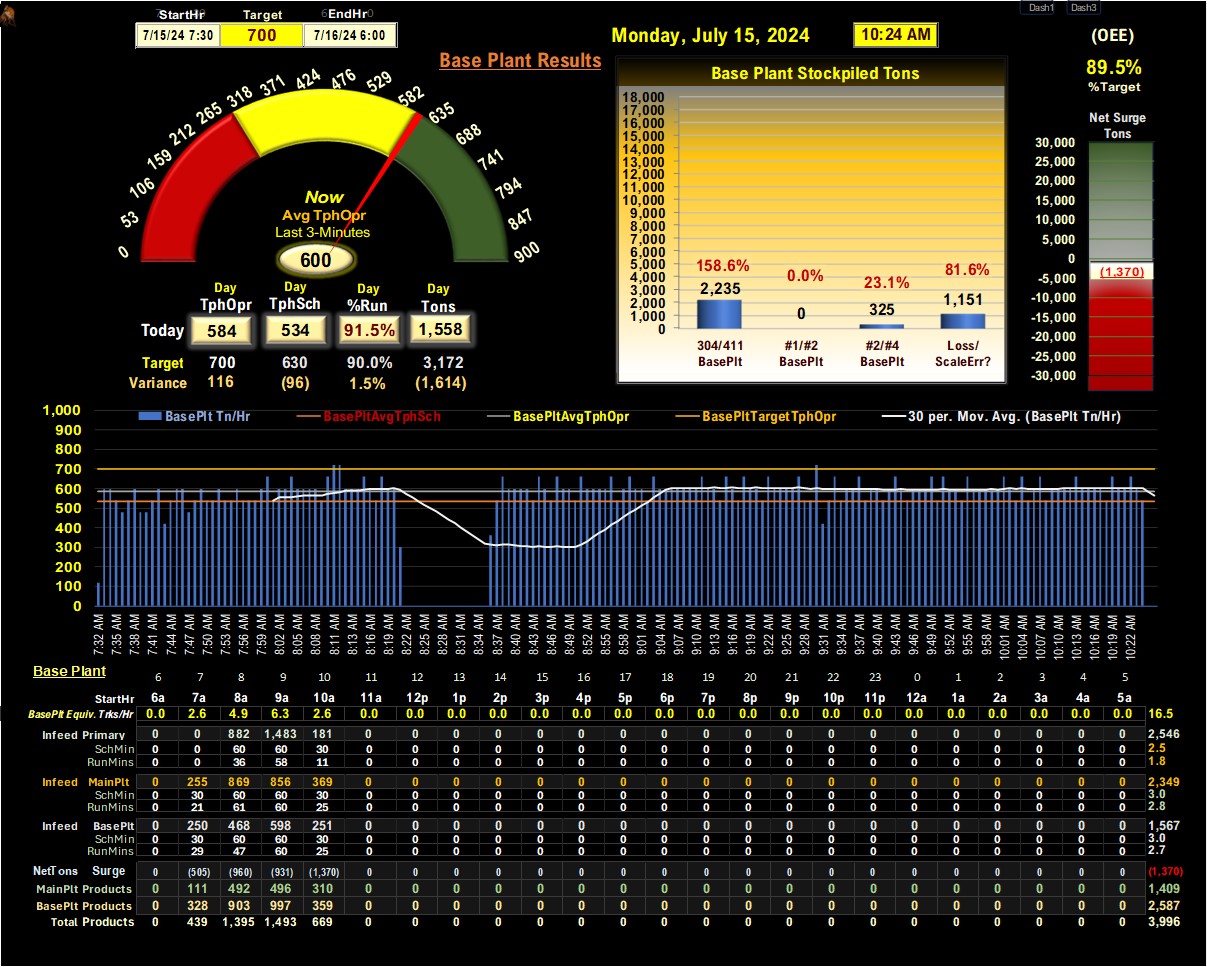 StartHr Target EndHr
7/15/24 7:30 700 7/16/24 6:00
Monday, July 15, 2024 10:24 AM
Dash1 Dash3
Base Plant Results
0 53 106 159 212 265 318 371 424 476 529 582 635 688 741 794 847 900
Now
Avg TphOpr
Last 3-Minutes
600
Day Day Day Day
TphOpr TphSch %Run Tons
Today 584 534 91.5% 1,558
Target 700 630 90.0% 3,172
Variance 116 (96) 1.5% (1,614)
Base Plant Stockpiled Tons
18,000
17,000
16,000
15,000
14,000
13,000
12,000
11,000
10,000
9,000
8,000
7,000
6,000
5,000
4,000
3,000
2,000
1,000
0
158.6% 0.0% 23.1% 81.6%
2,235 0 325 1,151
304/411 #1/#2 #2/#4 Loss/
BasePlt BasePlt BasePlt ScaleErr?
(OEE)
89.5%
%Target
Net Surge
Tons
30,000
25,000
20,000
15,000
10,000
5,000
0
(1,370)
-5,000
-10,000
-15,000
-20,000
-25,000
-30,000
BasePlt Tn/Hr BasePltAvgTphSch BasePltAvgTphOpr BasePltTargetTphOpr 30 per. Mov. Avg. (BasePlt Tn/Hr)
1,000
900
800
700
600
500
400
300
200
100
0
7:32 AM 7:35 AM 7:38 AM 7:41 AM 7:44 AM 7:47 AM 7:50 AM 7:53 AM 7:56 AM 7:59 AM 8:02 AM 8:05 AM 8:08 AM 8:11 AM 8:16 AM 8:19 AM 8:22 AM 8:25 AM 8:28 AM 8:31 AM 8:34 AM 8:37 AM 8:40 AM 8:43 AM 8:46 AM 8:49 AM 8:52 AM 8:55 AM 8:58 AM 9:01 AM 9:04 AM 9:07 AM 9:10 AM 9:13 AM 9:16 AM 9:19 AM 9:22 AM 9:25 AM 9:28 AM 9:31 AM 9:34 AM 9:37 AM 9:40 AM 9:43 AM 9:46 AM 9:49 AM 9:52 AM 9:55 AM 9:58 AM 10:01 AM 10:04 AM 10:07 AM 10:10 AM 10:13 AM 10:16 AM 10:19 AM 10:22 AM
Base Plant 6 7 8 9 10 11 12 13 14 15 16 17 18 19 20 21 22 23 0 1 2 3 4 5
StartHr 6a 7a 8a 9a 10a 11a 12p 1p 2p 3p 4p 5p 6p 7p 8p 9p 10p 11p 12a 1a 2a 3a 4a 5a
BasePlt Equiv. Trks/Hr 0.0 2.6 4.9 6.3 2.6 0.0 0.0 0.0 0.0 0.0 0.0 0.0 0.0 0.0 0.0 0.0 0.0 0.0 0.0 0.0 0.0 0.0 0.0 0.0 16.5
Infeed Primary 0 0 882 1,483 181 0 0 0 0 0 0 0 0 0 0 0 0 0 0 0 0 0 0 0 2,546
SchMin 0 0 60 60 30 0 0 0 0 0 0 0 0 0 0 0 0 0 0 0 0 0 0 0 2.5
RunMins 0 0 36 58 11 0 0 0 0 0 0 0 0 0 0 0 0 0 0 0 0 0 0 0 1.8
Infeed MainPlt 0 255 869 856 369 0 0 0 0 0 0 0 0 0 0 0 0 0 0 0 0 0 0 0 2,349
SchMin 0 30 60 60 30 0 0 0 0 0 0 0 0 0 0 0 0 0 0 0 0 0 0 0 3.0
RunMins 0 21 61 60 25 0 0 0 0 0 0 0 0 0 0 0 0 0 0 0 0 0 0 0 2.8
Infeed BasePlt 0 250 468 598 251 0 0 0 0 0 0 0 0 0 0 0 0 0 0 0 0 0 0 0 1,567
SchMin 0 30 60 60 30 0 0 0 0 0 0 0 0 0 0 0 0 0 0 0 0 0 0 0 3.0
RunMins 0 29 47 60 25 0 0 0 0 0 0 0 0 0 0 0 0 0 0 0 0 0 0 0 2.7
NetTons Surge 0 (505) (960) (931) (1,370) 0 0 0 0 0 0 0 0 0 0 0 0 0 0 0 0 0 0 0 (1,370)
MainPlt Products 0 111 492 496 310 0 0 0 0 0 0 0 0 0 0 0 0 0 0 0 0 0 0 0 1,409
BasePlt Products 0 328 903 997 359 0 0 0 0 0 0 0 0 0 0 0 0 0 0 0 0 0 0 0 2,587
Total Products 0 439 1,395 1,493 669 0 0 0 0 0 0 0 0 0 0 0 0 0 0 0 0 0 0 0 3,996